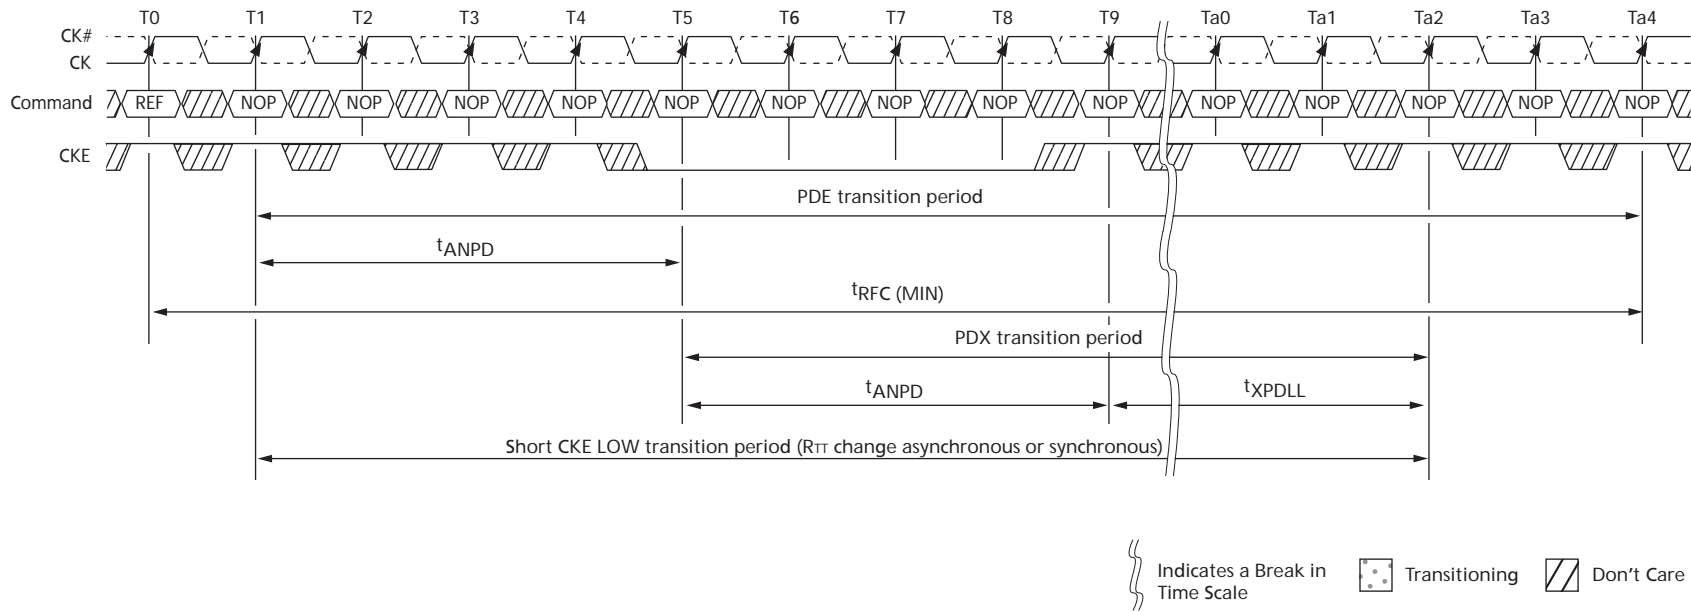 T0 T1 T2 T3 T4 T5 T6 T7 T8 T9 Ta0 Ta1 Ta2 Ta3 Ta4
CK#
CK
Command REF NOP NOP NOP NOP NOP NOP NOP NOP NOP NOP NOP NOP NOP NOP
CKE
PDE transition period
tANPD
tRFC (MIN)
PDX transition period
tANPD tXPDLL
Short CKE LOW transition period (RTT change asynchronous or synchronous)
Indicates a Break in
Time Scale
Transitioning
Don't Care